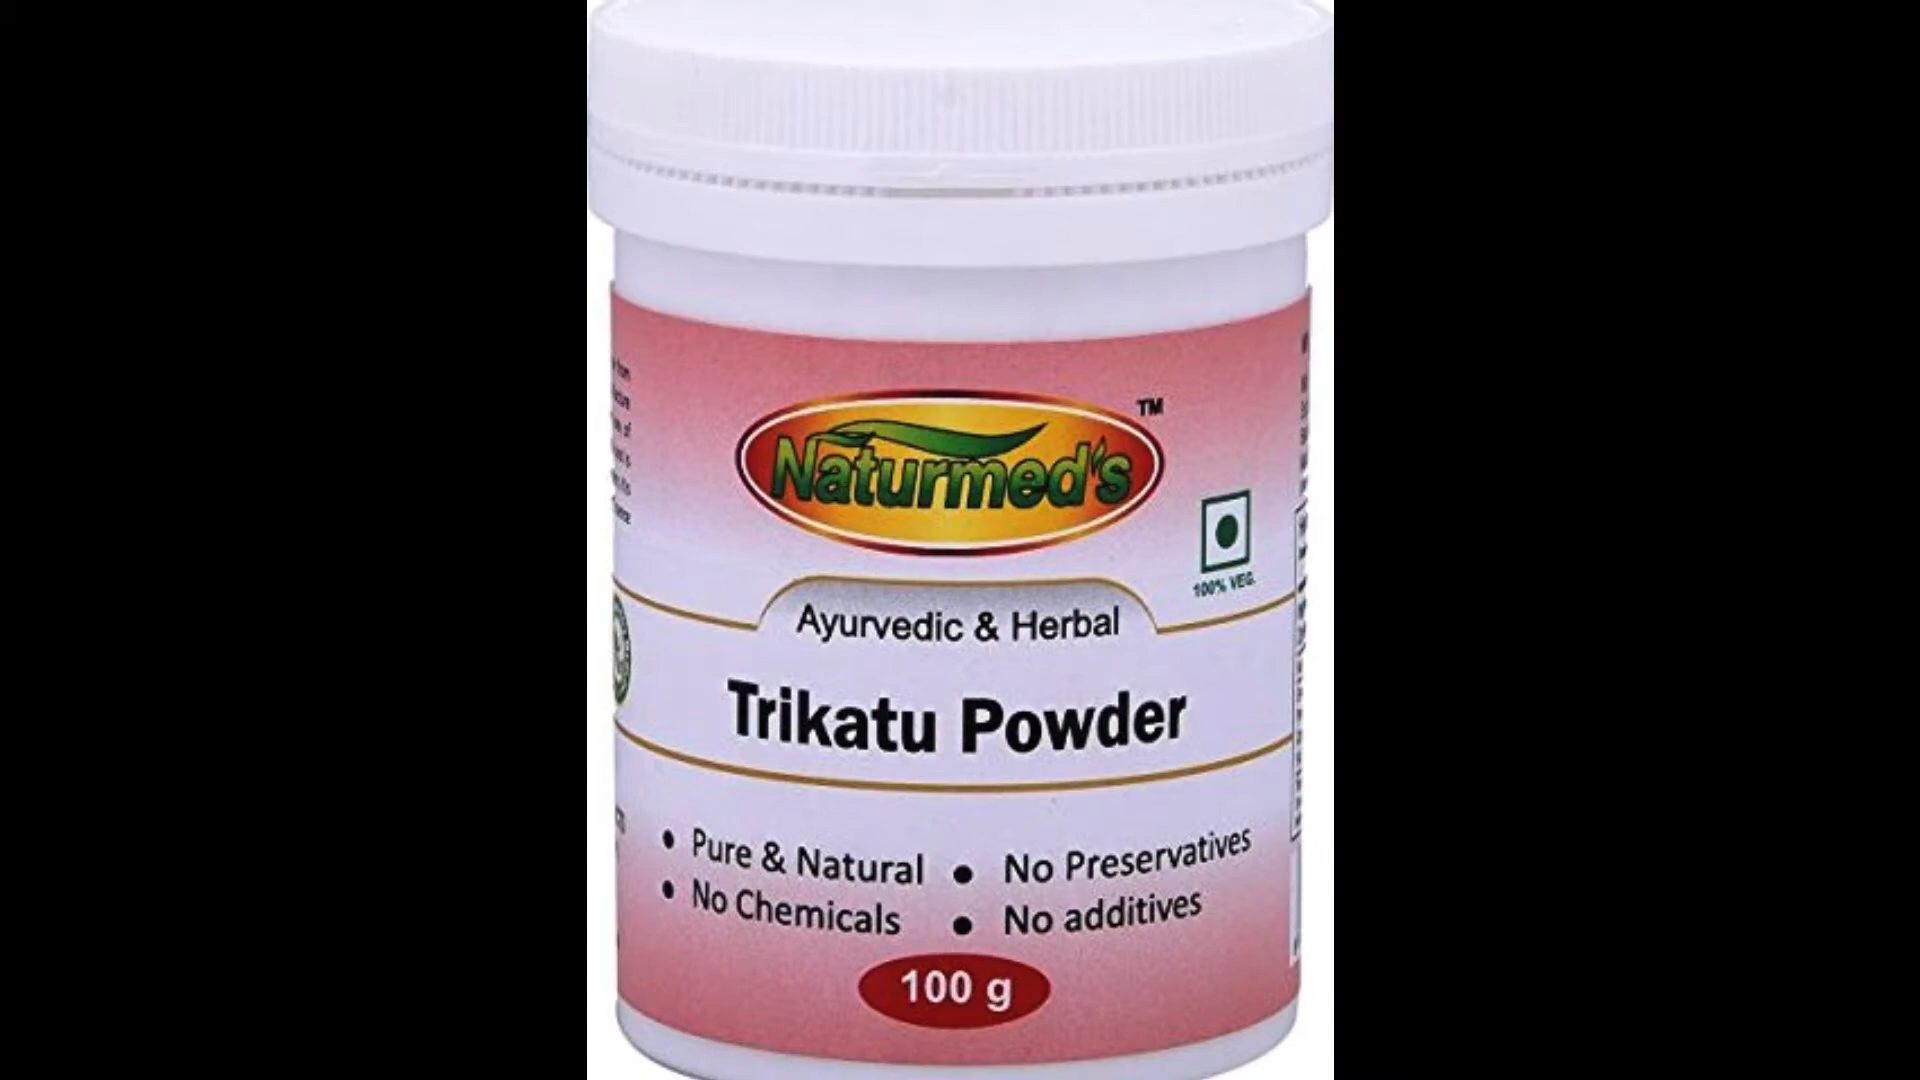 Naturmed's
TM
100% VEG.
Ayurvedic & Herbal
Trikatu Powder
• Pure & Natural
• No Preservatives
• No Chemicals
• No additives
100 g